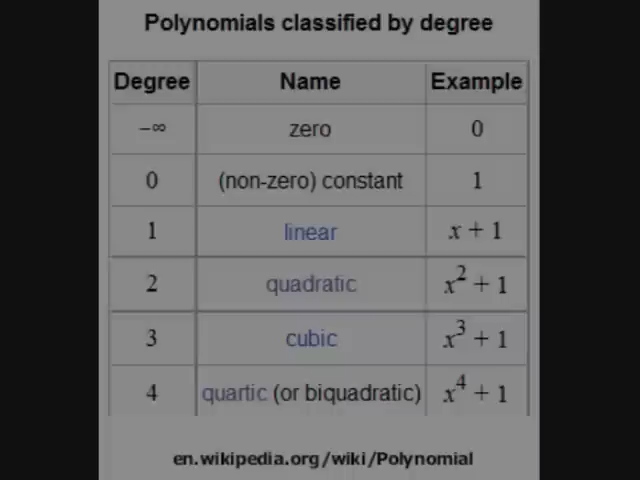 Polynomials classified by degree
Degree Name Example
−∞ zero 0
0 (non-zero) constant 1
1 linear x + 1
2 quadratic x² + 1
3 cubic x³ + 1
4 quartic (or biquadratic) x⁴ + 1
en.wikipedia.org/wiki/Polynomial